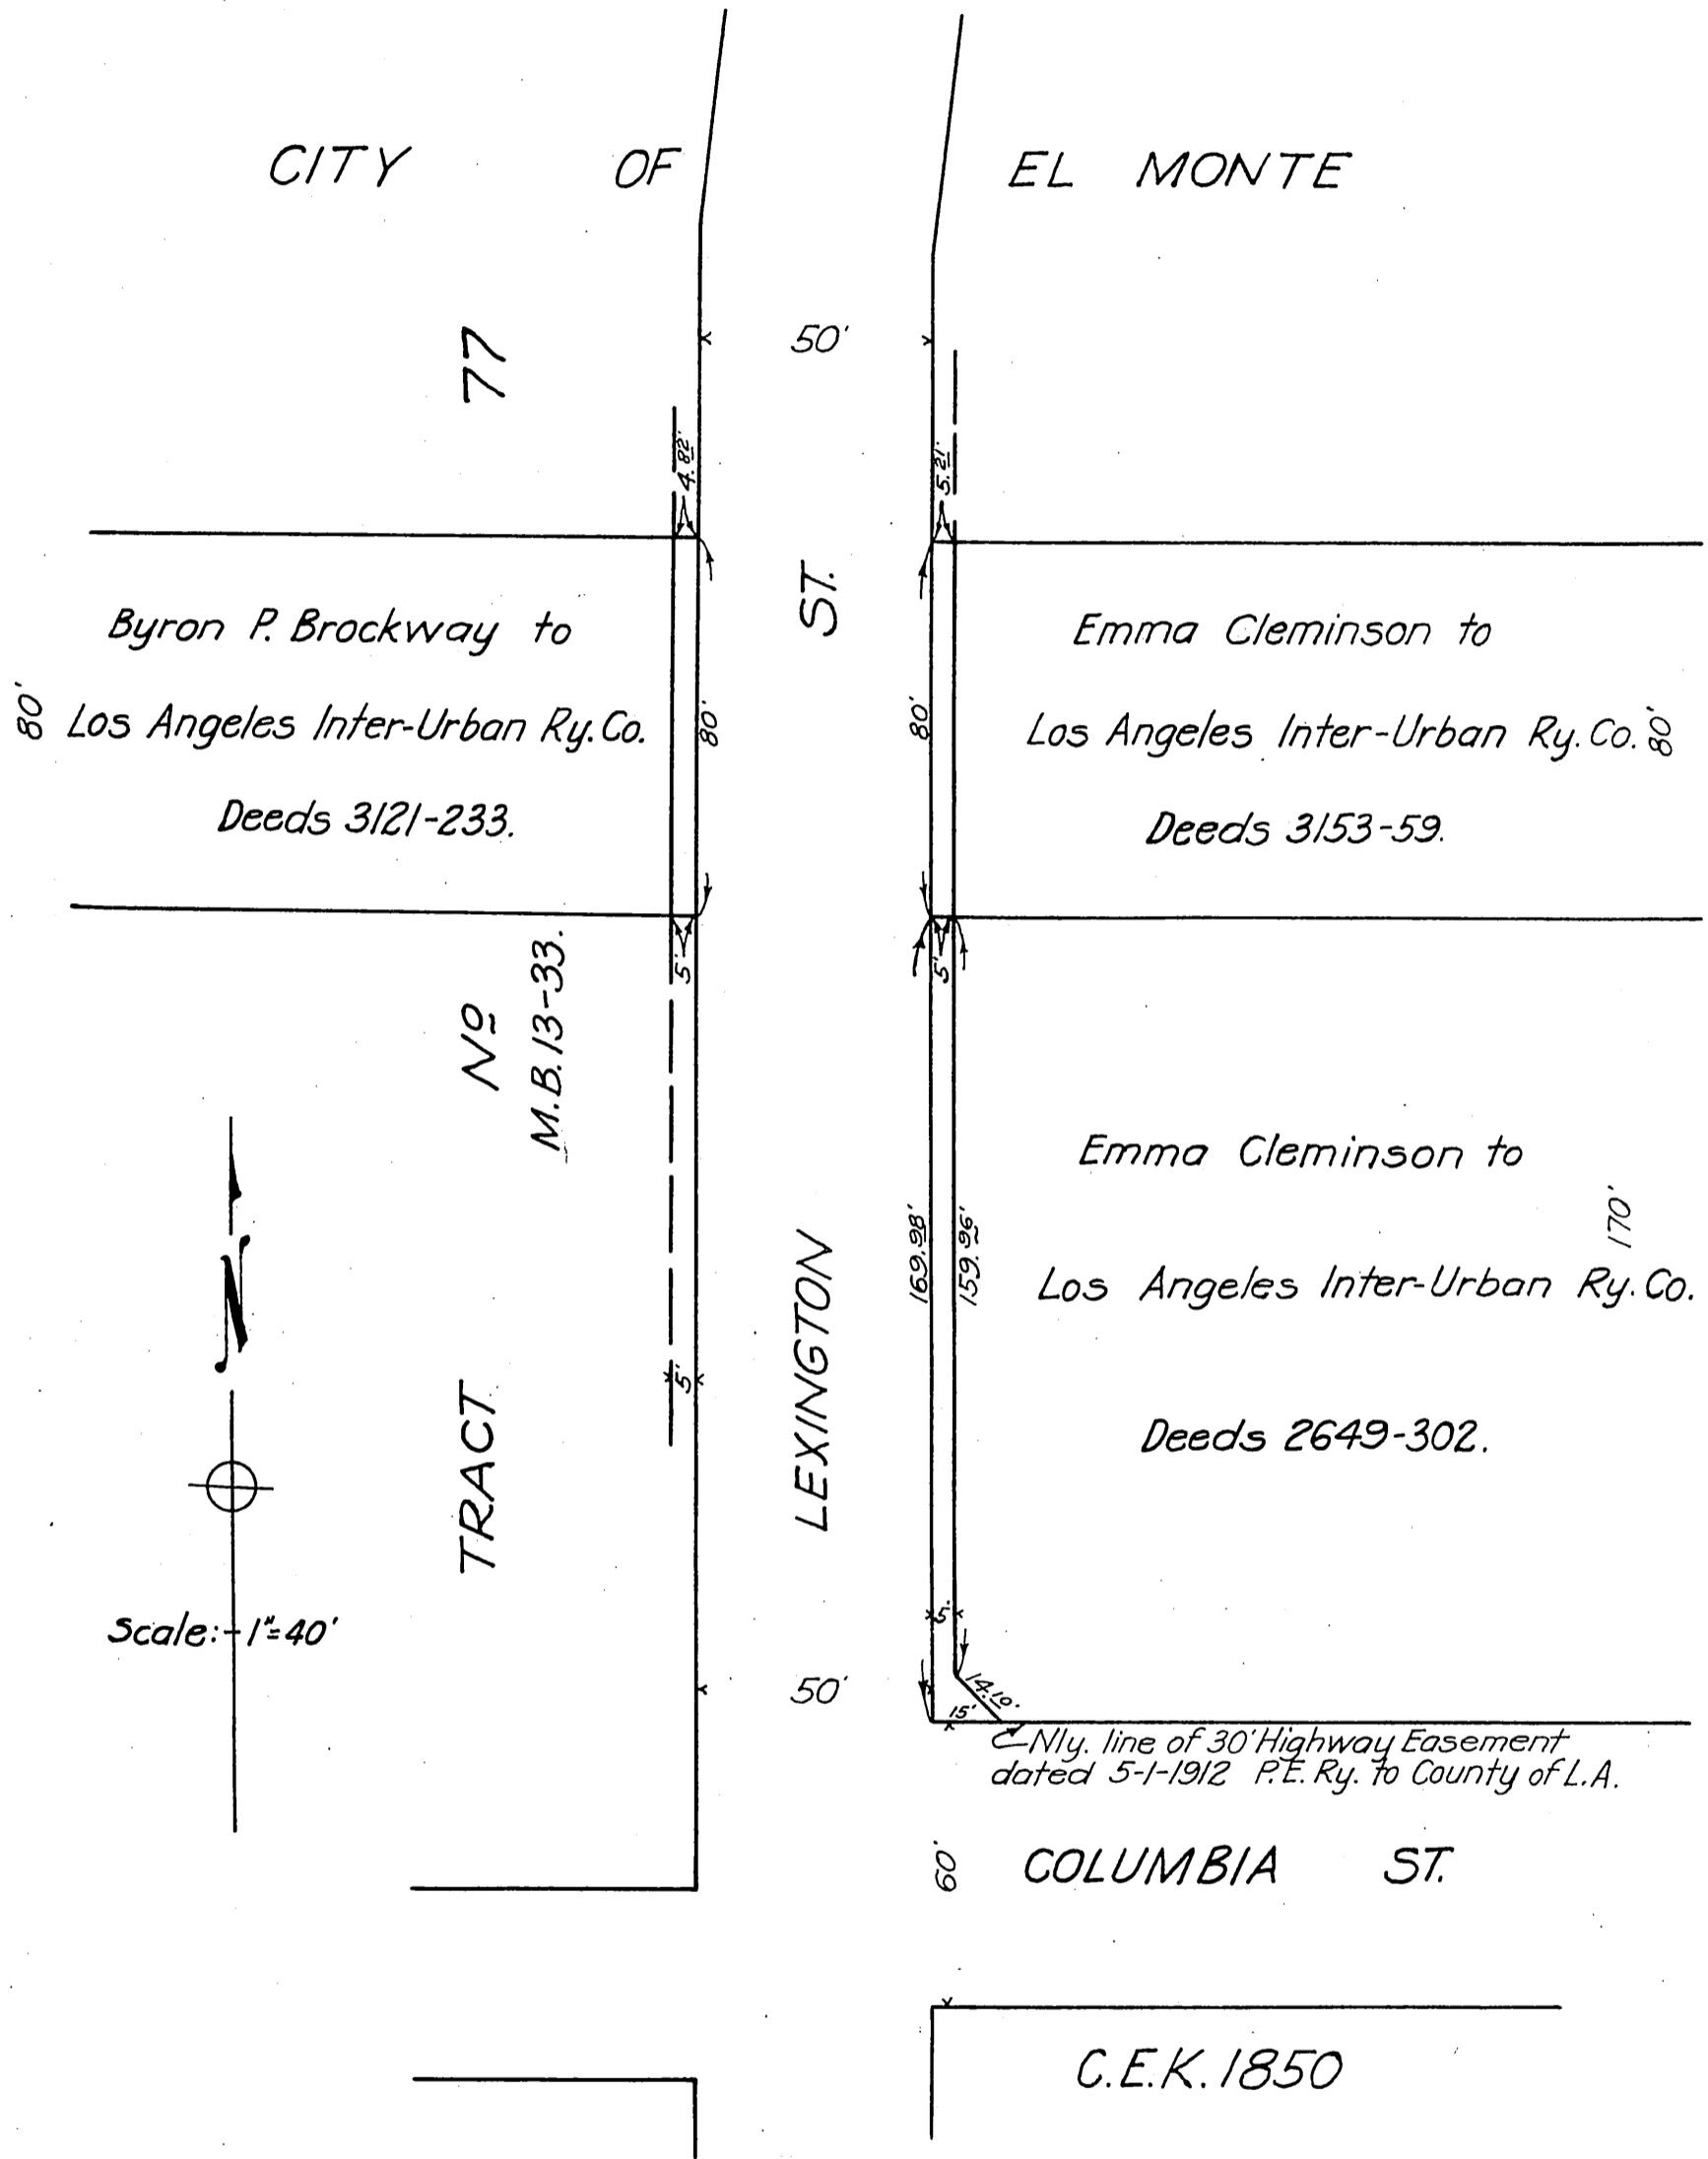 CITY OF EL MONTE
77
50'
4.82'
5.21'
ST.
Byron P. Brockway to
80' Los Angeles Inter-Urban Ry. Co.
Deeds 3121-233.
80'
80'
Emma Cleminson to
Los Angeles Inter-Urban Ry. Co. 80'
Deeds 3153-59.
5'
5'
Nº
M.B. 13-33.
Emma Cleminson to
170'
Los Angeles Inter-Urban Ry. Co.
Deeds 2649-302.
169.98'
159.96'
N
LEXINGTON
5'
TRACT
Scale:- 1"=40'
5'
50'
14.10'
15'
Nly. line of 30' Highway Easement
dated 5-1-1912 P.E. Ry. to County of L.A.
60' COLUMBIA ST.
C.E.K. 1850